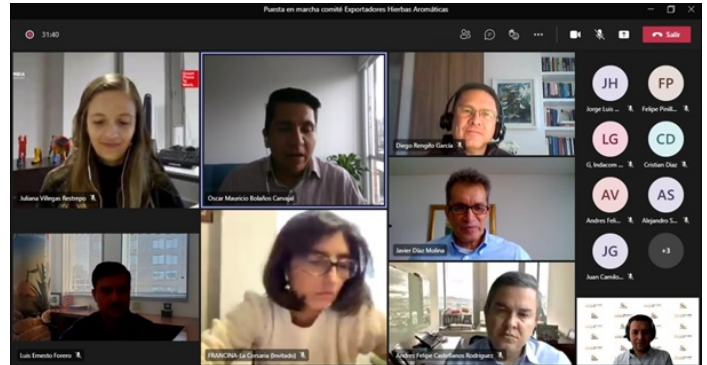 Puesta en marcha comité Exportadores Hierbas Aromáticas
31:40
Salir
Juliana Villegas Restrepo
Oscar Mauricio Bolaños Carvajal
Diego Rengifo García
Javier Díaz Molina
Luis Ernesto Forero
FRANCINA-La Corsaria (Invitado)
Andres Felipe Castellanos Rodriguez
JH
FP
Jorge Luis ...
Felipe Pinill...
LG
CD
G, Indacom ...
Cristian Diaz
AV
AS
Andres Feli...
Alejandro S...
JG
+3
Juan Camilo...